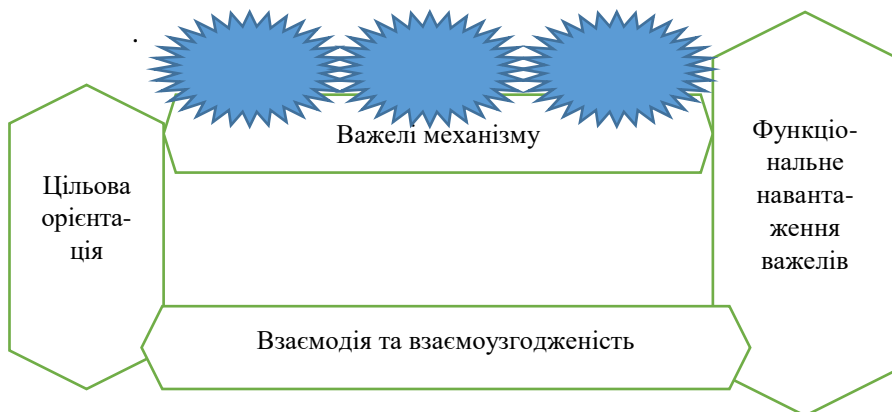 .
Важелі механізму
Цільова
орієнта-
ція
Функціо-
нальне
наванта-
ження
важелів
Взаємодія та взаємоузгодженість